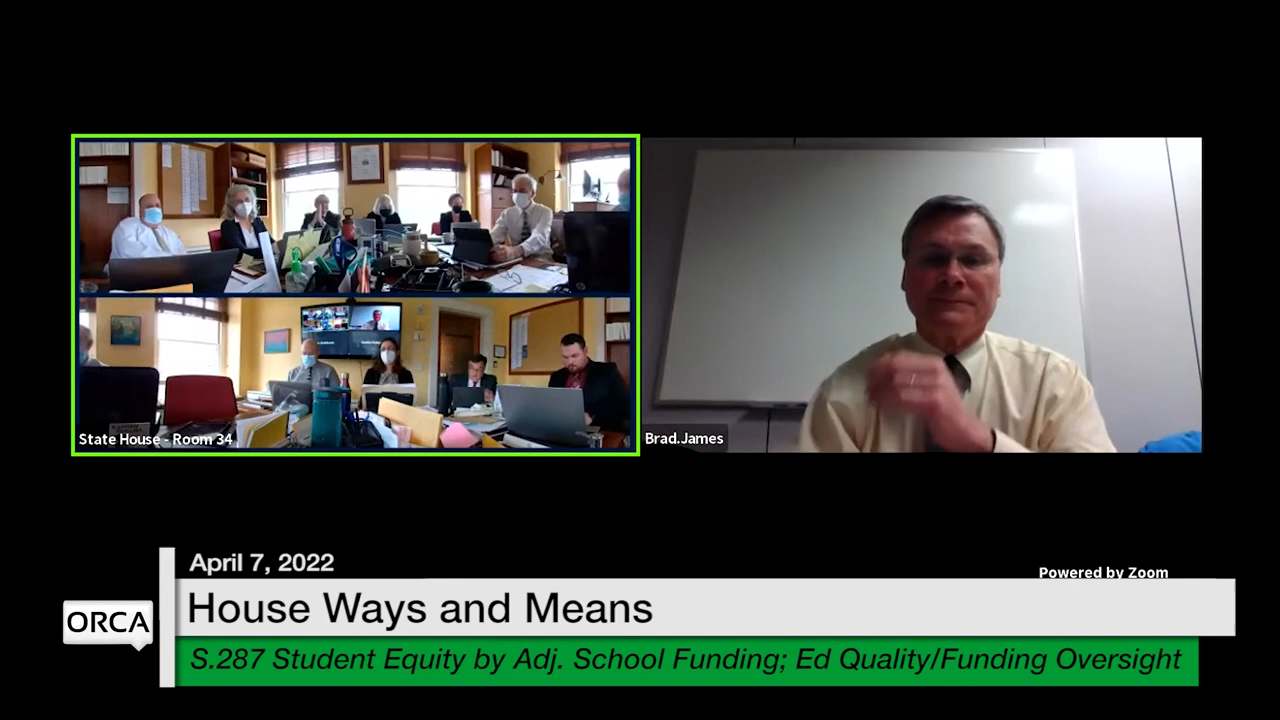 State House - Room 34
Brad.James
April 7, 2022
Powered by Zoom
House Ways and Means
ORCA
S.287 Student Equity by Adj. School Funding; Ed Quality/Funding Oversight